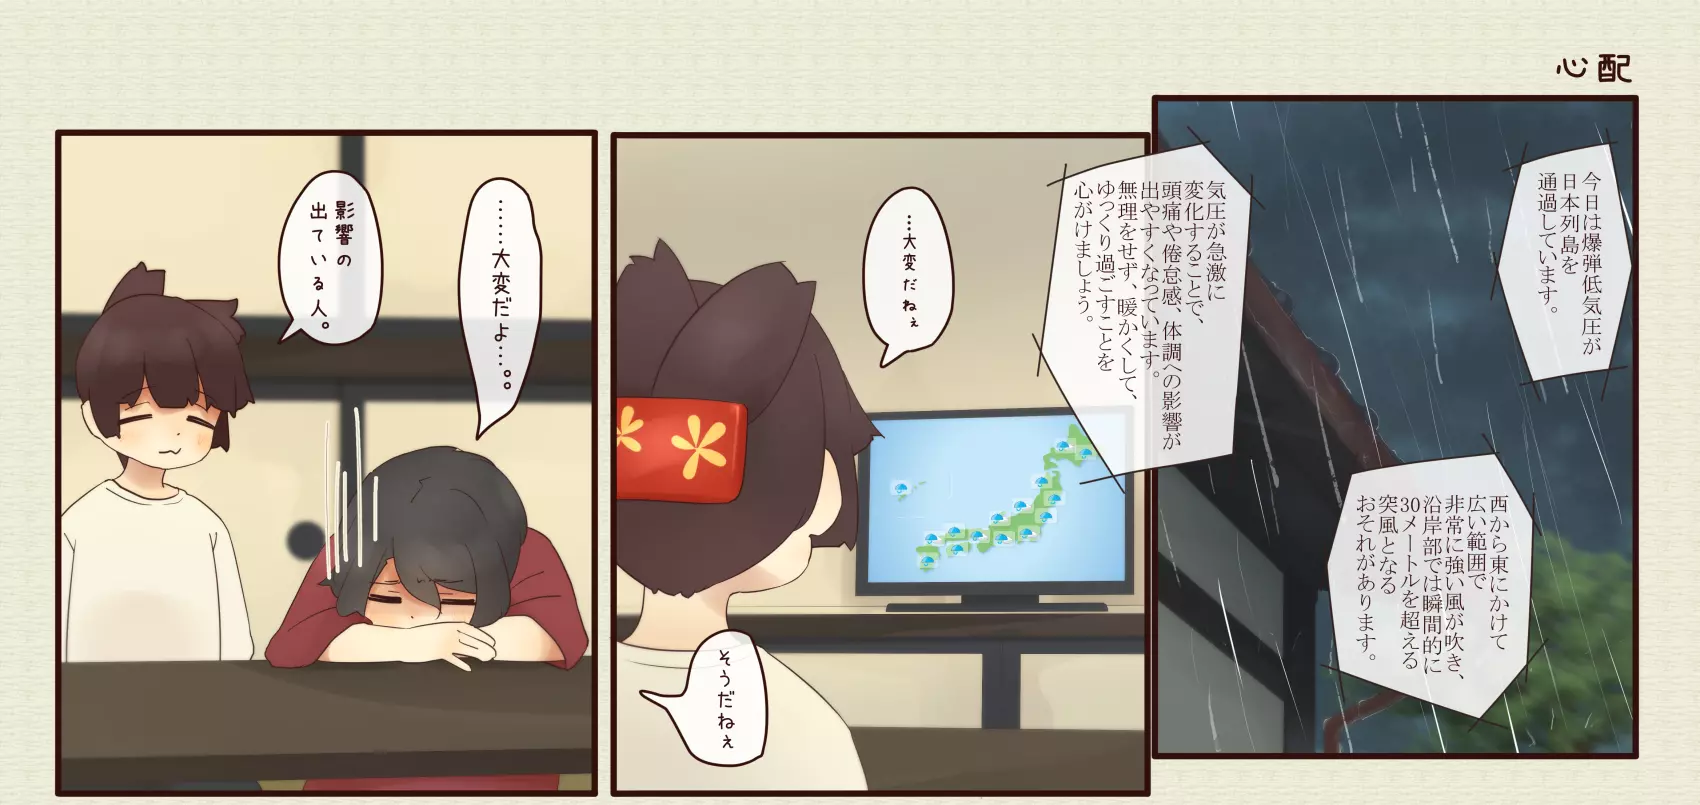 心配
今日は爆弾低気圧が
日本列島を
通過しています。
西から東にかけて
広い範囲で
非常に強い風が吹き、
沿岸部では瞬間的に
30メートルを超える
突風となる
おそれがあります。
気圧が急激に
変化することで、
頭痛や倦怠感、体調への影響が
出やすくなっています。
無理をせず、暖かくして、
ゆっくり過ごすことを
心がけましょう。
…大変だねぇ
そうだねぇ
……大変だよ…。。
影響の
出ている人。